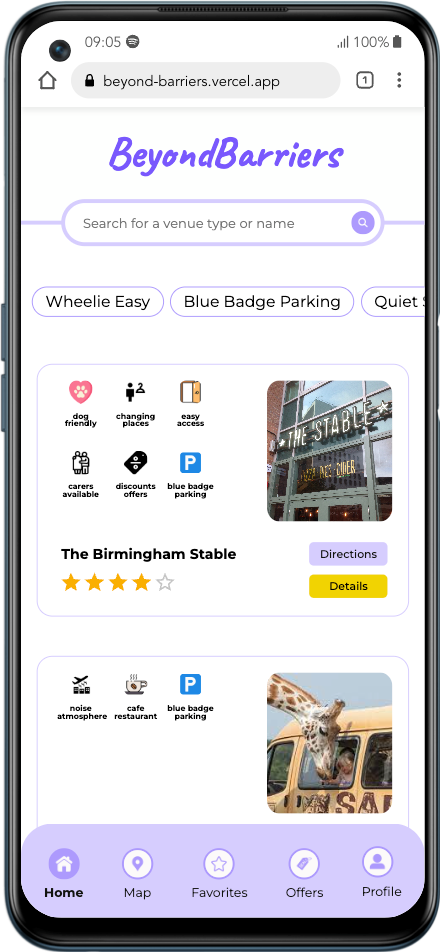 09:05
100%
beyond-barriers.vercel.app
1
BeyondBarriers
Search for a venue type or name
Wheelie Easy
Blue Badge Parking
Quiet S
dog friendly
changing places
easy access
carers available
discounts offers
P
blue badge parking
THE STABLE
The Birmingham Stable
Directions
Details
noise atmosphere
cafe restaurant
P
blue badge parking
SAF
Home
Map
Favorites
Offers
Profile